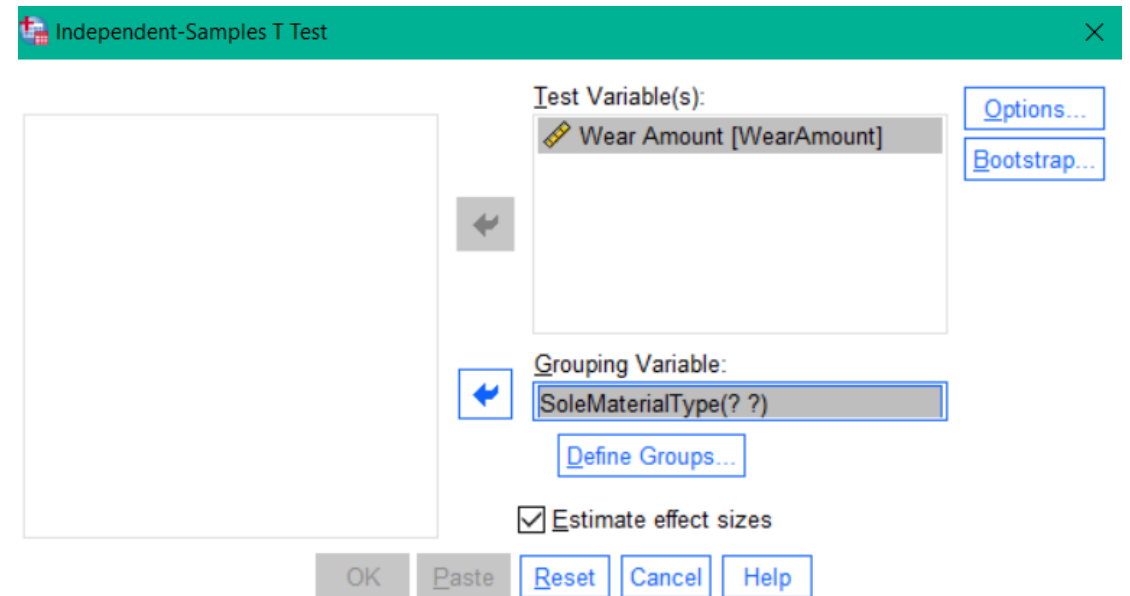 Independent-Samples T Test
Test Variable(s):
Wear Amount [WearAmount]
Options...
Bootstrap...
Grouping Variable:
SoleMaterialType(? ?)
Define Groups...
Estimate effect sizes
OK Paste Reset Cancel Help